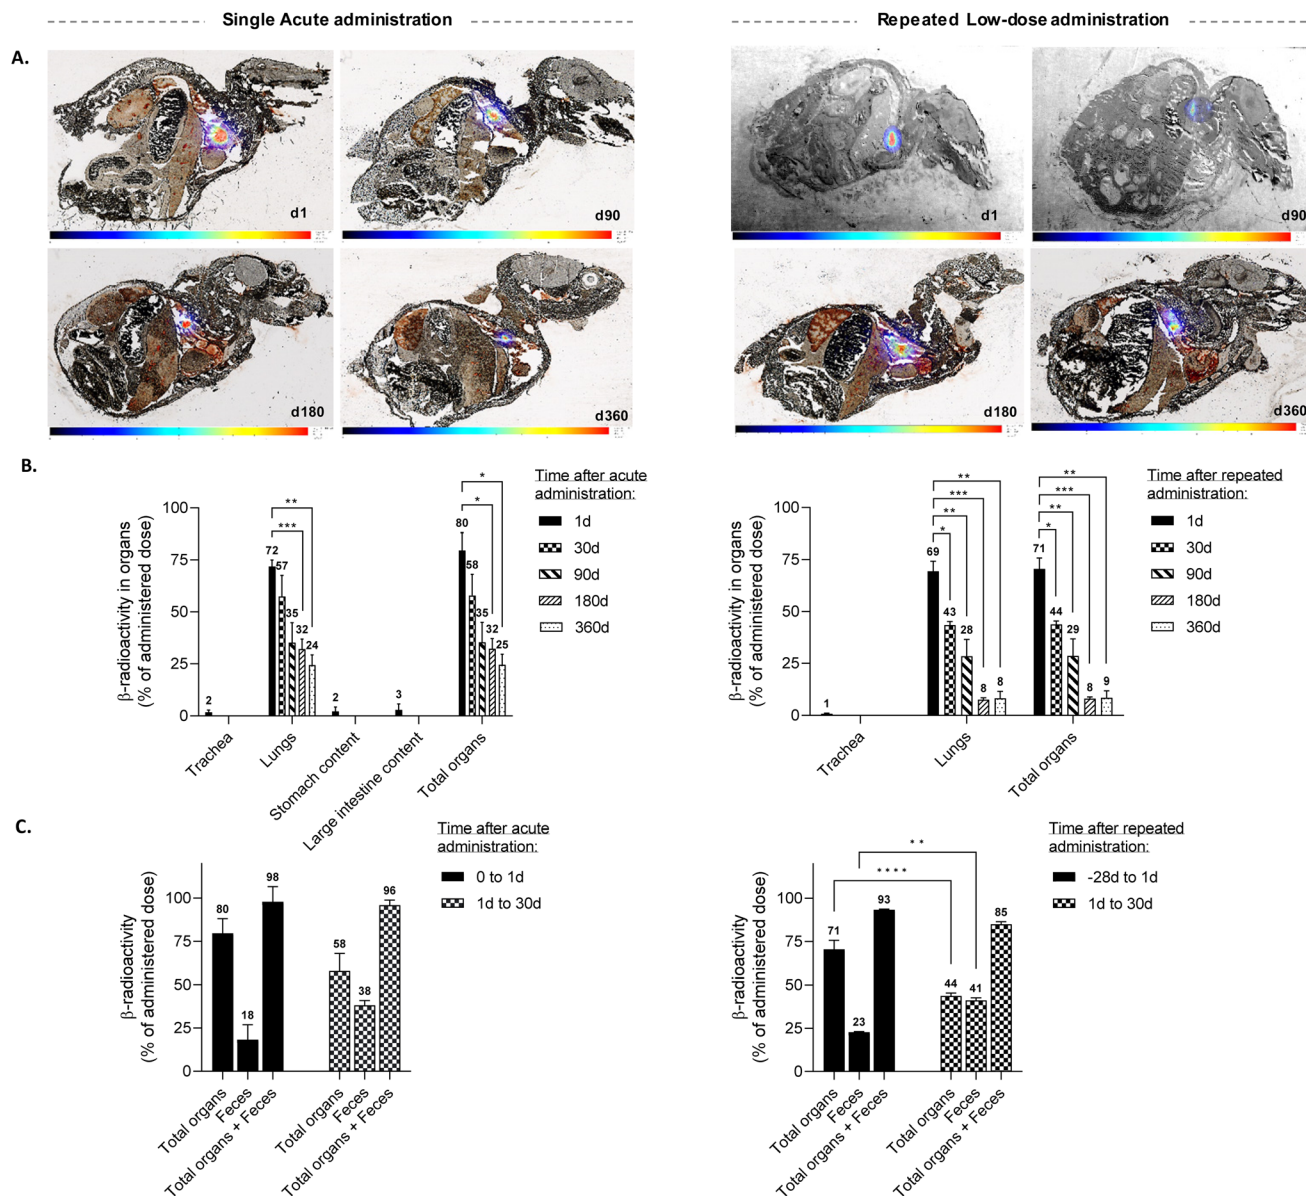 Single Acute administration
Repeated Low-dose administration
A.
d1
d90
d180
d360
d1
d90
d180
d360
B.
β-radioactivity in organs
(% of administered dose)
100
75
50
25
0
2
72
57
35
32
24
2
3
80
58
35
32
25
***
**
*
*
Trachea
Lungs
Stomach content
Large intestine content
Total organs
Time after acute
administration:
1d
30d
90d
180d
360d
β-radioactivity in organs
(% of administered dose)
100
75
50
25
0
1
69
43
28
8
8
71
44
29
8
9
**
***
**
*
**
***
**
*
Trachea
Lungs
Total organs
Time after repeated
administration:
1d
30d
90d
180d
360d
C.
β-radioactivity
(% of administered dose)
100
75
50
25
0
80
18
98
58
38
96
Total organs
Feces
Total organs + Feces
Total organs
Feces
Total organs + Feces
Time after acute
administration:
0 to 1d
1d to 30d
β-radioactivity
(% of administered dose)
100
75
50
25
0
71
23
93
44
41
85
**
****
Total organs
Feces
Total organs + Feces
Total organs
Feces
Total organs + Feces
Time after repeated
administration:
-28d to 1d
1d to 30d